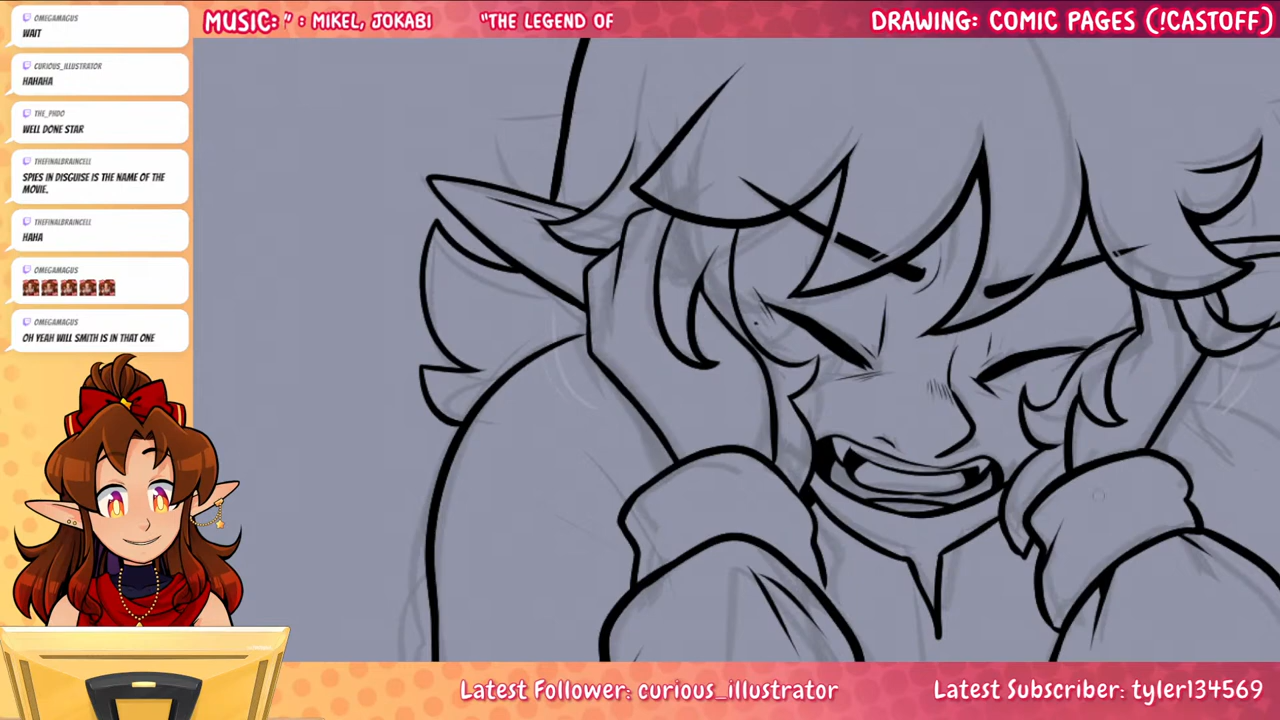 MUSIC: " : MIKEL, JOKABI "THE LEGEND OF
DRAWING: COMIC PAGES (!CASTOFF)
OMEGAMAGUS
WAIT
CURIOUS_ILLUSTRATOR
HAHAHA
THE_PHDO
WELL DONE STAR
THEFINALBRAINCELL
SPIES IN DISGUISE IS THE NAME OF THE
MOVIE.
THEFINALBRAINCELL
HAHA
OMEGAMAGUS
OMEGAMAGUS
OH YEAH WILL SMITH IS IN THAT ONE
Latest Follower: curious_illustrator
Latest Subscriber: tyler134569